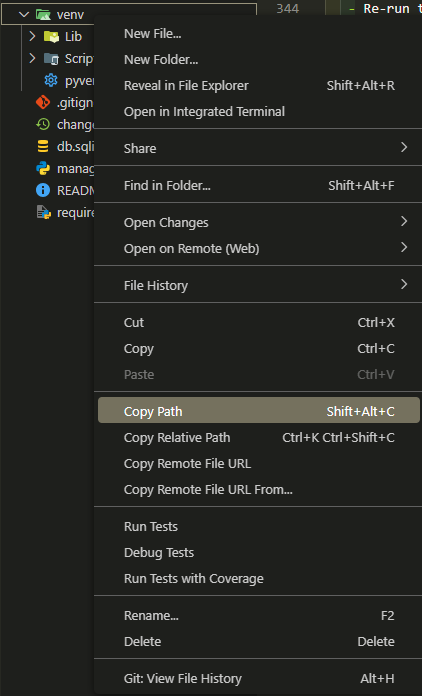 venv
344 - Re-run t
Lib
Script
pyven
.gitign
change
db.sqli
manag
README
require
New File...
New Folder...
Reveal in File Explorer Shift+Alt+R
Open in Integrated Terminal
Share
Find in Folder... Shift+Alt+F
Open Changes
Open on Remote (Web)
File History
Cut Ctrl+X
Copy Ctrl+C
Paste Ctrl+V
Copy Path Shift+Alt+C
Copy Relative Path Ctrl+K Ctrl+Shift+C
Copy Remote File URL
Copy Remote File URL From...
Run Tests
Debug Tests
Run Tests with Coverage
Rename... F2
Delete Delete
Git: View File History Alt+H